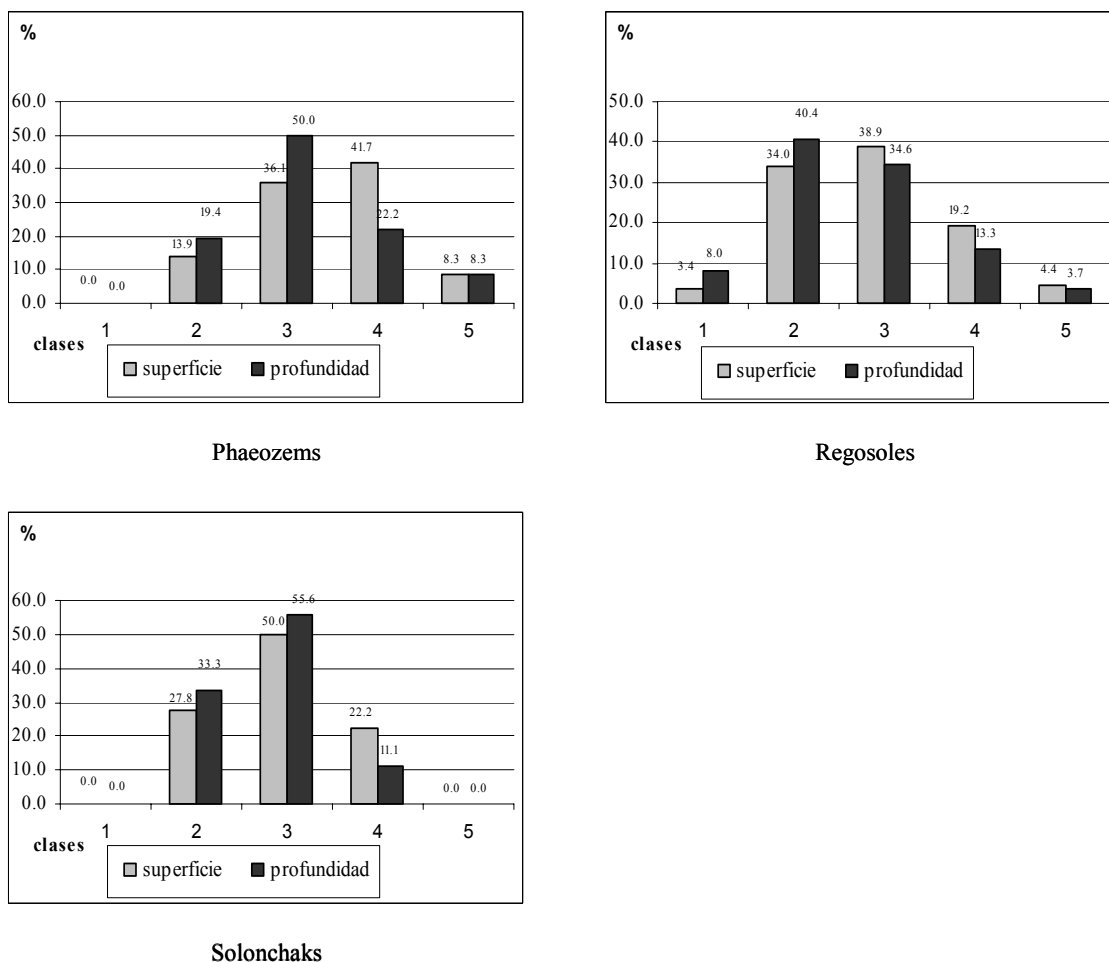 %
60.0
50.0
40.0
30.0
20.0
10.0
0.0
0.0 0.0 13.9 19.4 36.1 50.0 41.7 22.2 8.3 8.3
1 2 3 4 5
clases
superficie profundidad
Phaeozems
%
50.0
40.0
30.0
20.0
10.0
0.0
3.4 8.0 34.0 40.4 38.9 34.6 19.2 13.3 4.4 3.7
1 2 3 4 5
clases
superficie profundidad
Regosoles
%
60.0
50.0
40.0
30.0
20.0
10.0
0.0
0.0 0.0 27.8 33.3 50.0 55.6 22.2 11.1 0.0 0.0
1 2 3 4 5
clases
superficie profundidad
Solonchaks